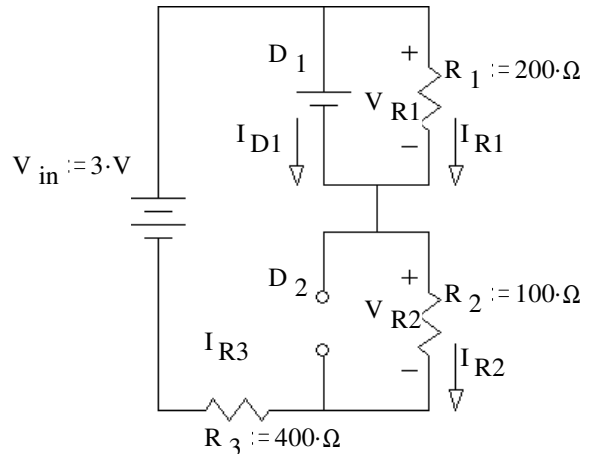 D 1
R 1 := 200·Ω
V R1
I D1
I R1
V in := 3·V
D 2
R 2 := 100·Ω
V R2
I R3
I R2
R 3 := 400·Ω
+
−
+
−